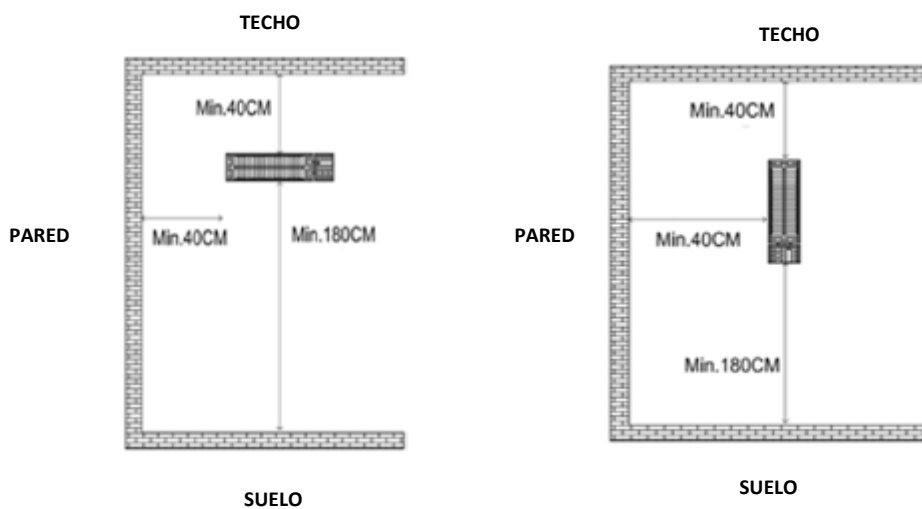 TECHO
Min.40CM
PARED
Min.40CM
Min.180CM
SUELO
TECHO
Min.40CM
PARED
Min.40CM
Min.180CM
SUELO